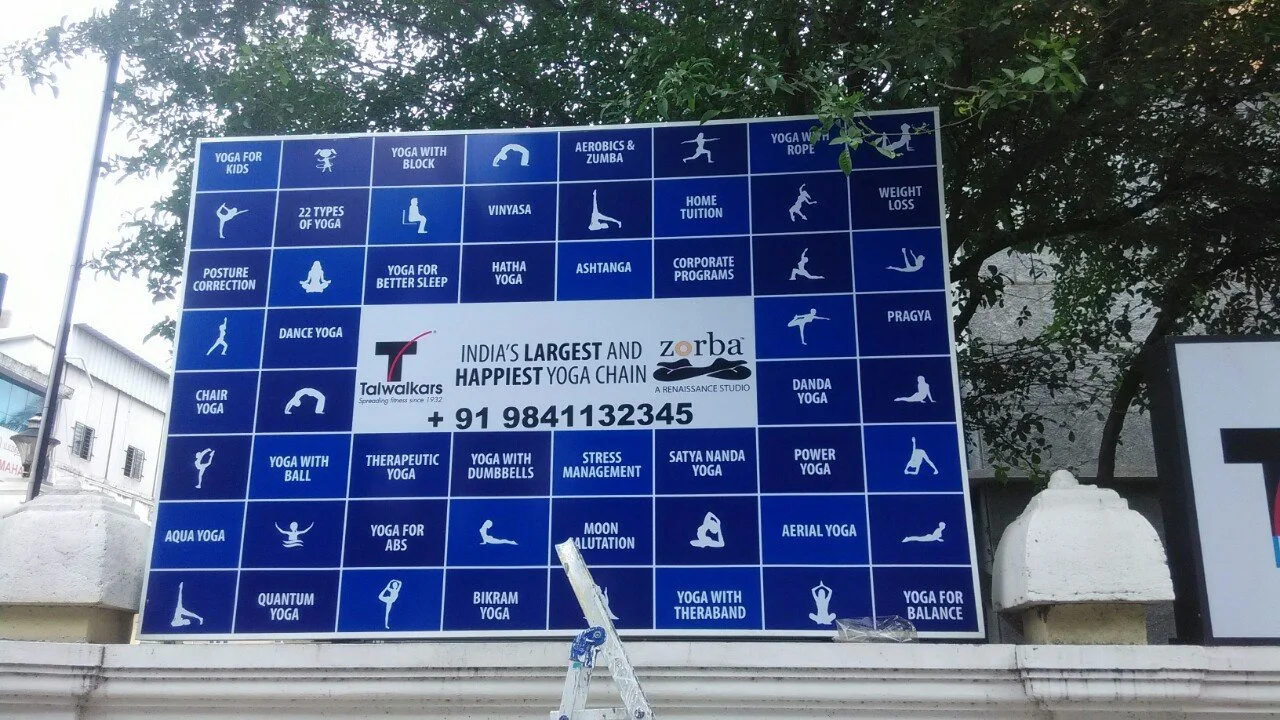 YOGA FOR
KIDS
YOGA WITH
BLOCK
AEROBICS &
ZUMBA
YOGA WITH
ROPE
22 TYPES
OF YOGA
VINYASA
HOME
TUITION
WEIGHT
LOSS
POSTURE
CORRECTION
YOGA FOR
BETTER SLEEP
HATHA
YOGA
ASHTANGA
CORPORATE
PROGRAMS
DANCE YOGA
PRAGYA
T
Talwalkars
Spreading fitness since 1932
INDIA'S LARGEST AND
HAPPIEST YOGA CHAIN
zorba
A RENAISSANCE STUDIO
+ 91 9841132345
CHAIR
YOGA
DANDA
YOGA
YOGA WITH
BALL
THERAPEUTIC
YOGA
YOGA WITH
DUMBBELLS
STRESS
MANAGEMENT
SATYA NANDA
YOGA
POWER
YOGA
AQUA YOGA
YOGA FOR
ABS
MOON
ALUTATION
AERIAL YOGA
QUANTUM
YOGA
BIKRAM
YOGA
YOGA WITH
THERABAND
YOGA FOR
BALANCE